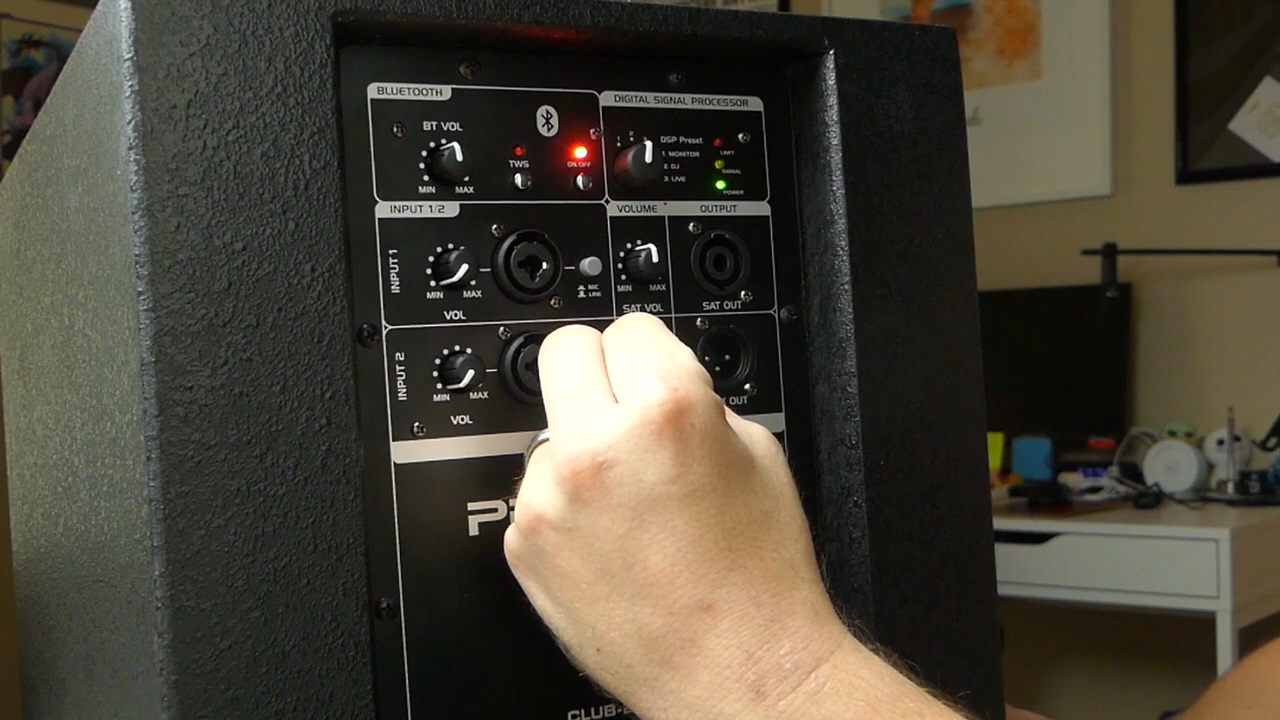 BLUETOOTH
BT VOL
MIN MAX
TWS
ON OFF
DIGITAL SIGNAL PROCESSOR
1 2
DSP Preset
1. MONITOR
2. DJ
3. LIVE
LIMIT
SIGNAL
POWER
INPUT 1/2
INPUT 1
MIN MAX
VOL
MIC
LINE
VOLUME
MIN MAX
SAT VOL
OUTPUT
SAT OUT
INPUT 2
MIN MAX
VOL
OUT